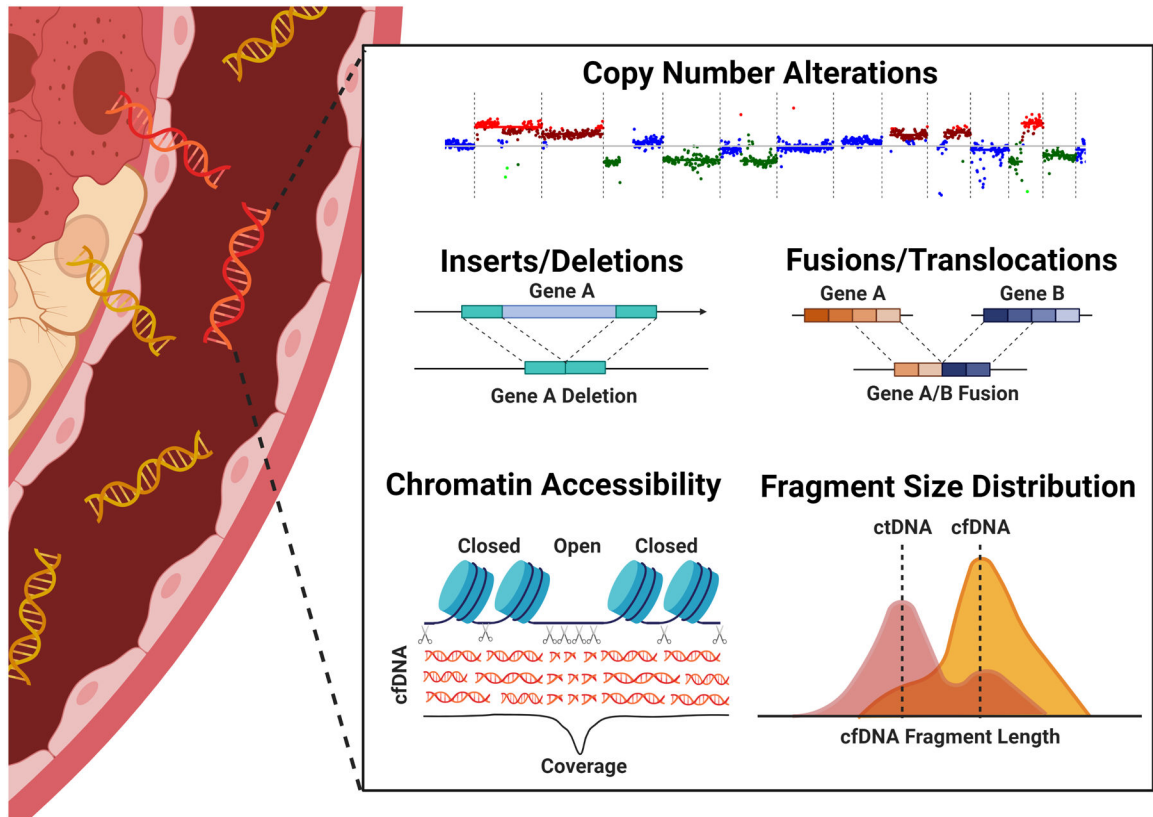 Copy Number Alterations
Inserts/Deletions
Gene A
Gene A Deletion
Fusions/Translocations
Gene A
Gene B
Gene A/B Fusion
Chromatin Accessibility
Closed
Open
Closed
cfDNA
Coverage
Fragment Size Distribution
ctDNA
cfDNA
cfDNA Fragment Length